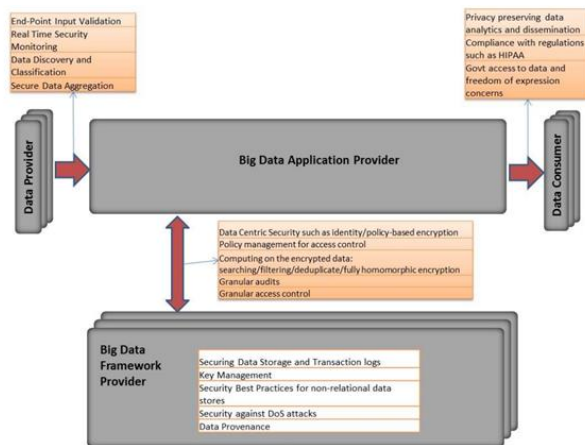 End-Point Input Validation
Real Time Security
Monitoring
Data Discovery and
Classification
Secure Data Aggregation
Privacy preserving data
analytics and dissemination
Compliance with regulations
such as HIPAA
Govt access to data and
freedom of expression
concerns
Data Provider
Big Data Application Provider
Data Consumer
Data Centric Security such as identity/policy-based encryption
Policy management for access control
Computing on the encrypted data:
searching/filtering/deduplicate/fully homomorphic encryption
Granular audits
Granular access control
Big Data
Framework
Provider
Securing Data Storage and Transaction logs
Key Management
Security Best Practices for non-relational data
stores
Security against DoS attacks
Data Provenance